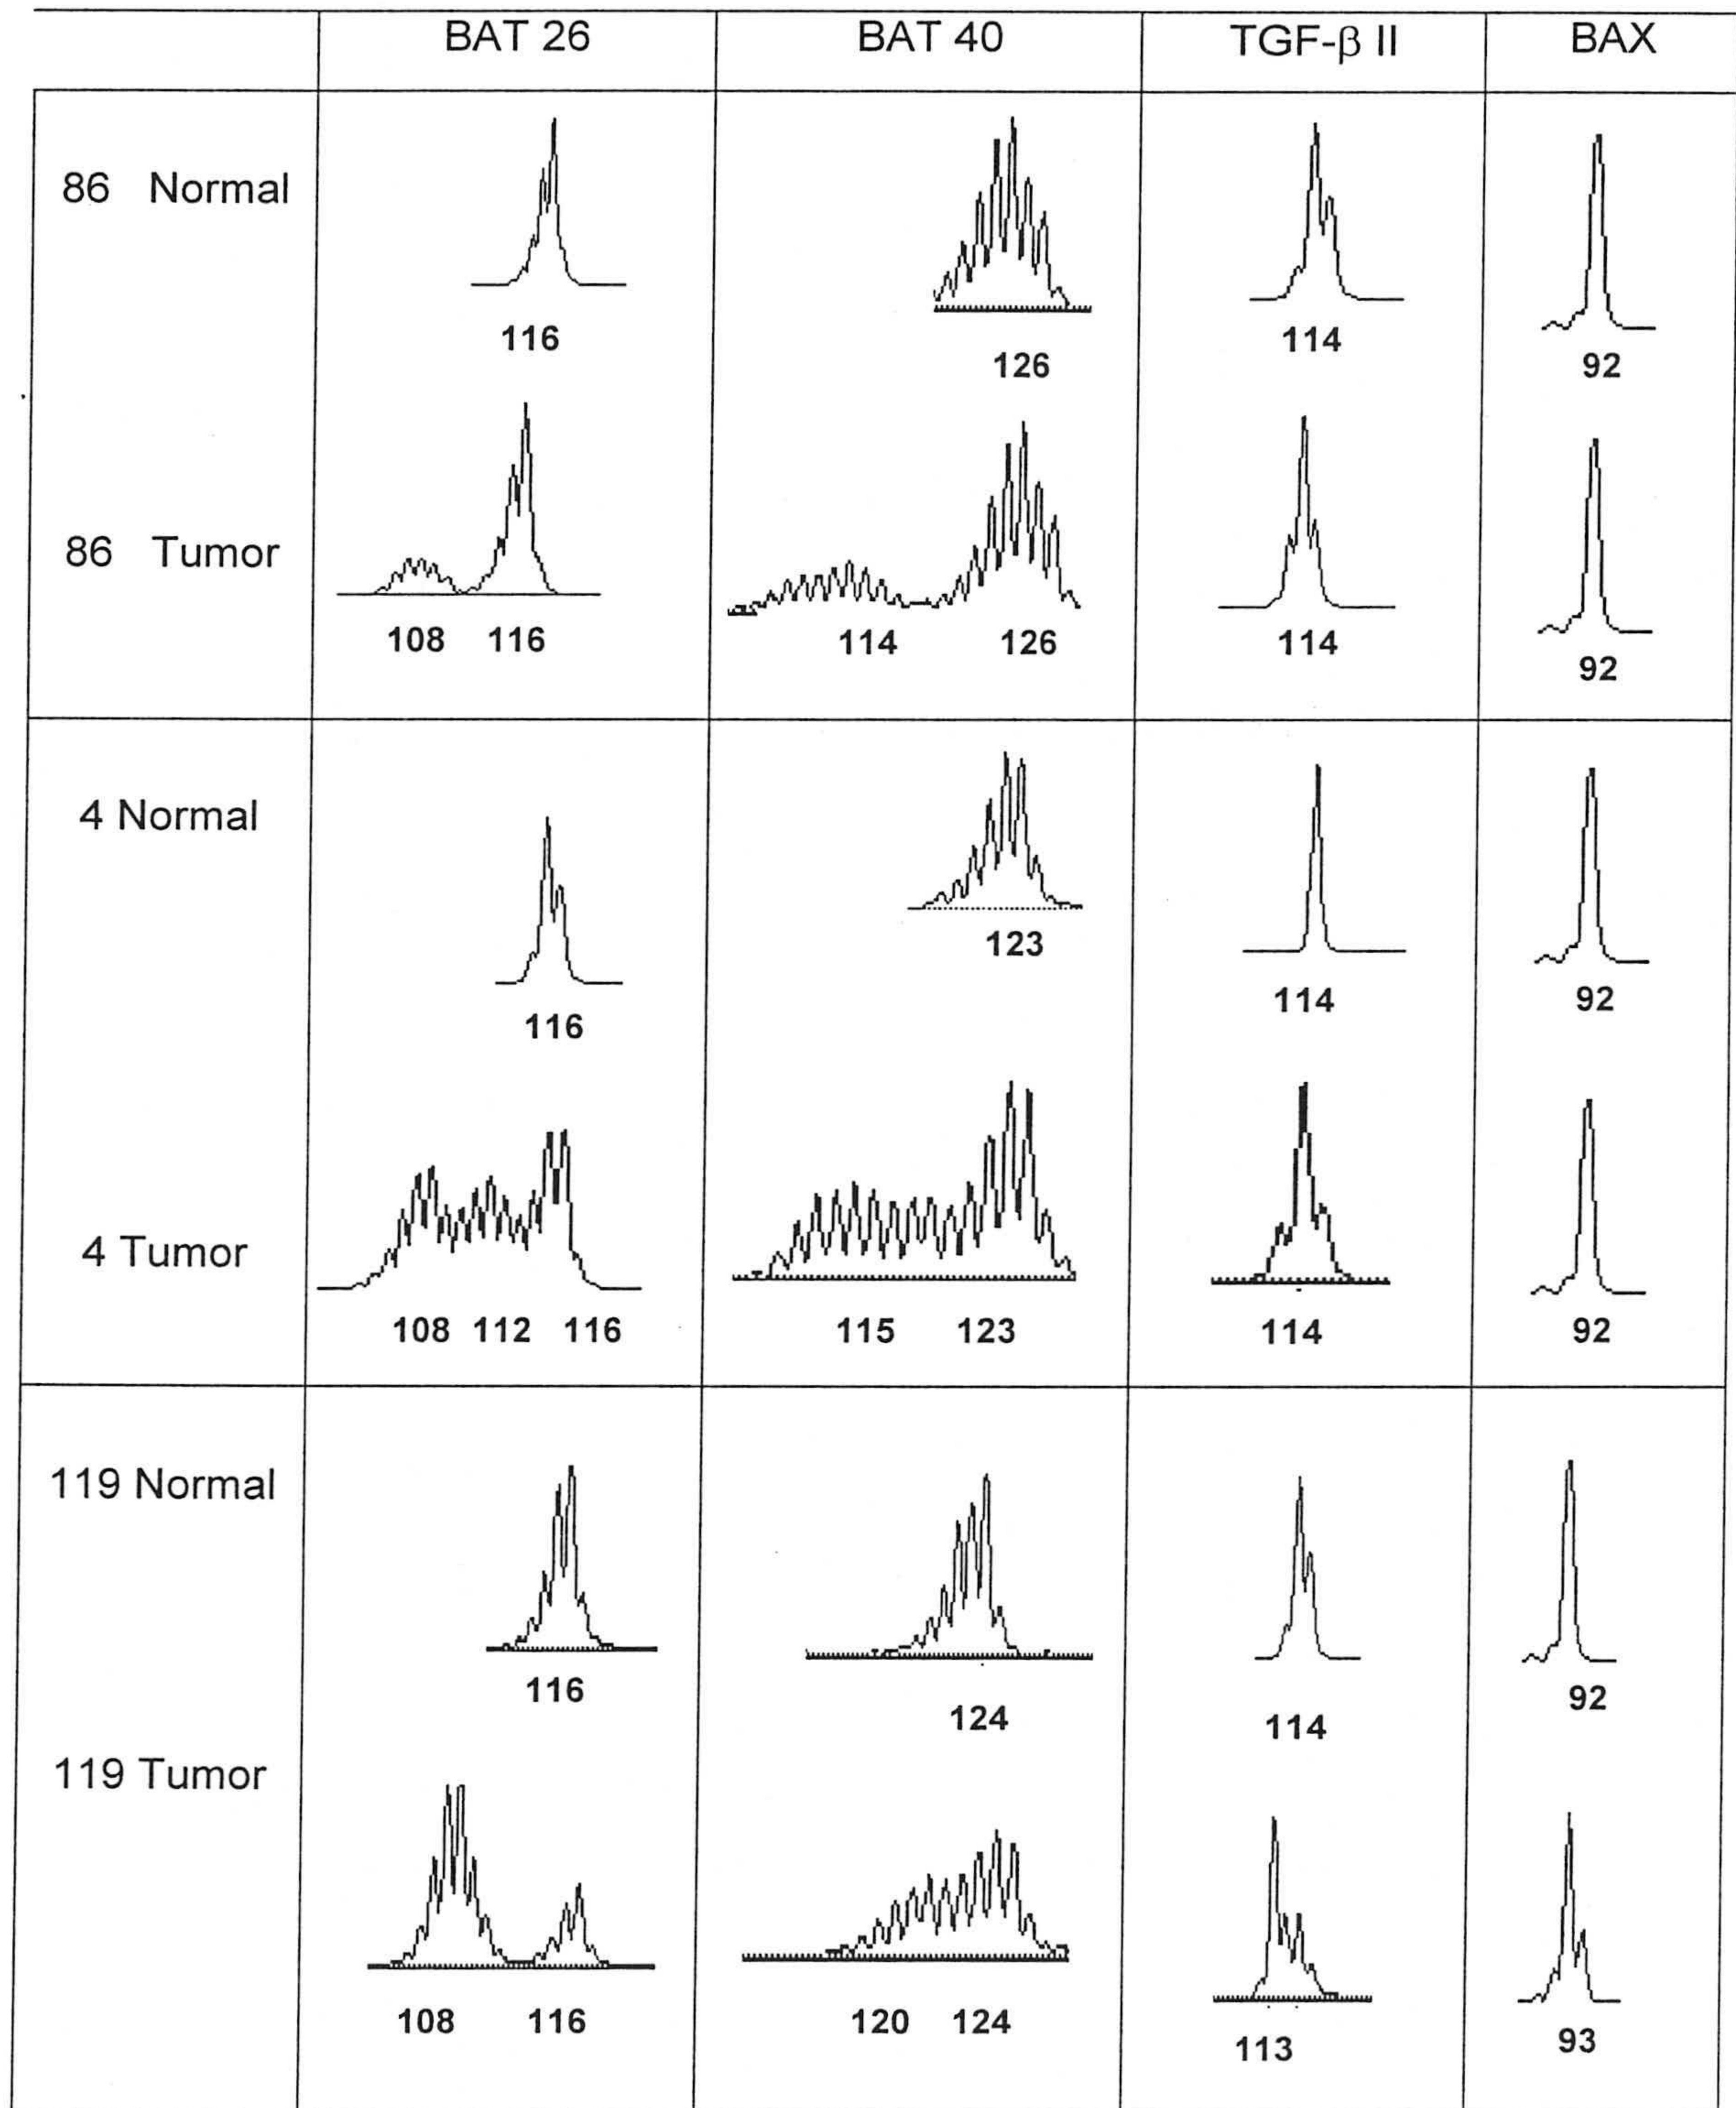 BAT 26 BAT 40 TGF-β II BAX
86 Normal
116 126 114 92
86 Tumor
108 116 114 126 114 92
4 Normal
116 123 114 92
4 Tumor
108 112 116 115 123 114 92
119 Normal
116 124 114 92
119 Tumor
108 116 120 124 113 93